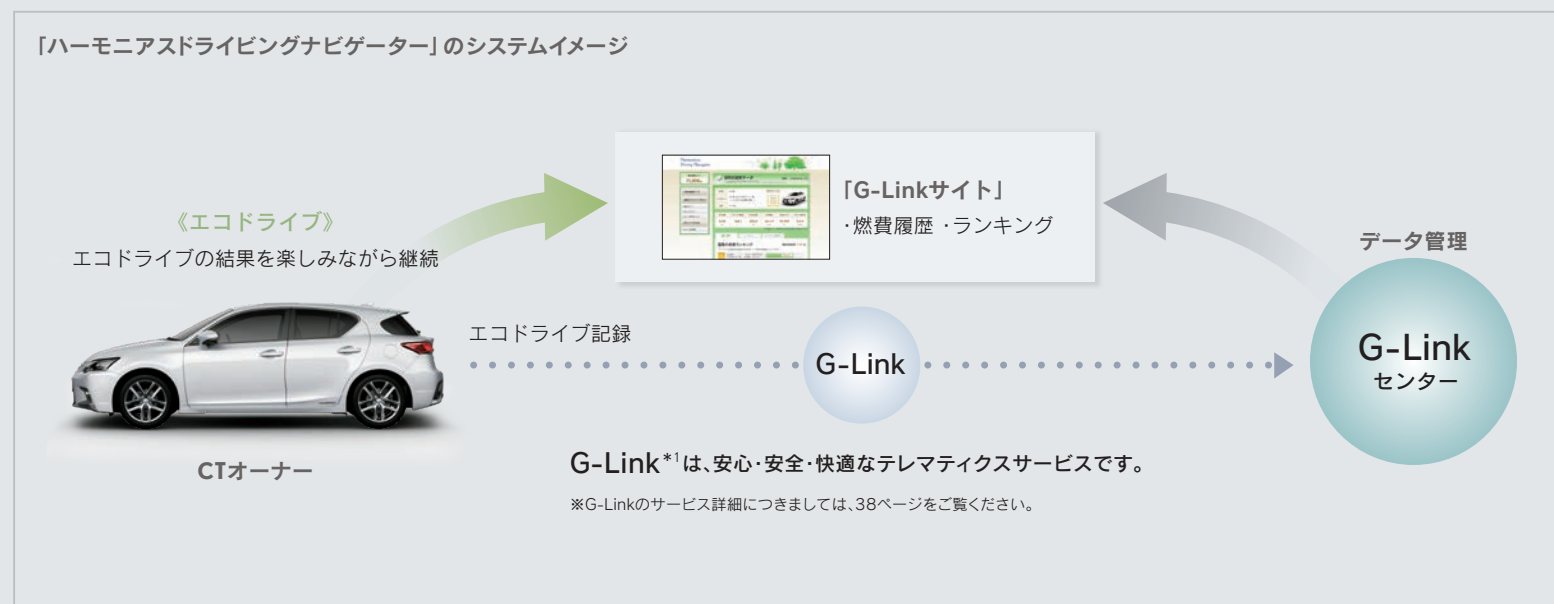 「ハーモニアスドライビングナビゲーター」のシステムイメージ
《エコドライブ》
エコドライブの結果を楽しみながら継続
「G-Linkサイト」
・燃費履歴 ・ランキング
データ管理
エコドライブ記録
G-Link
G-Link
センター
CTオーナー
G-Link*1は、安心・安全・快適なテレマティクスサービスです。
※G-Linkのサービス詳細につきましては、38ページをご覧ください。